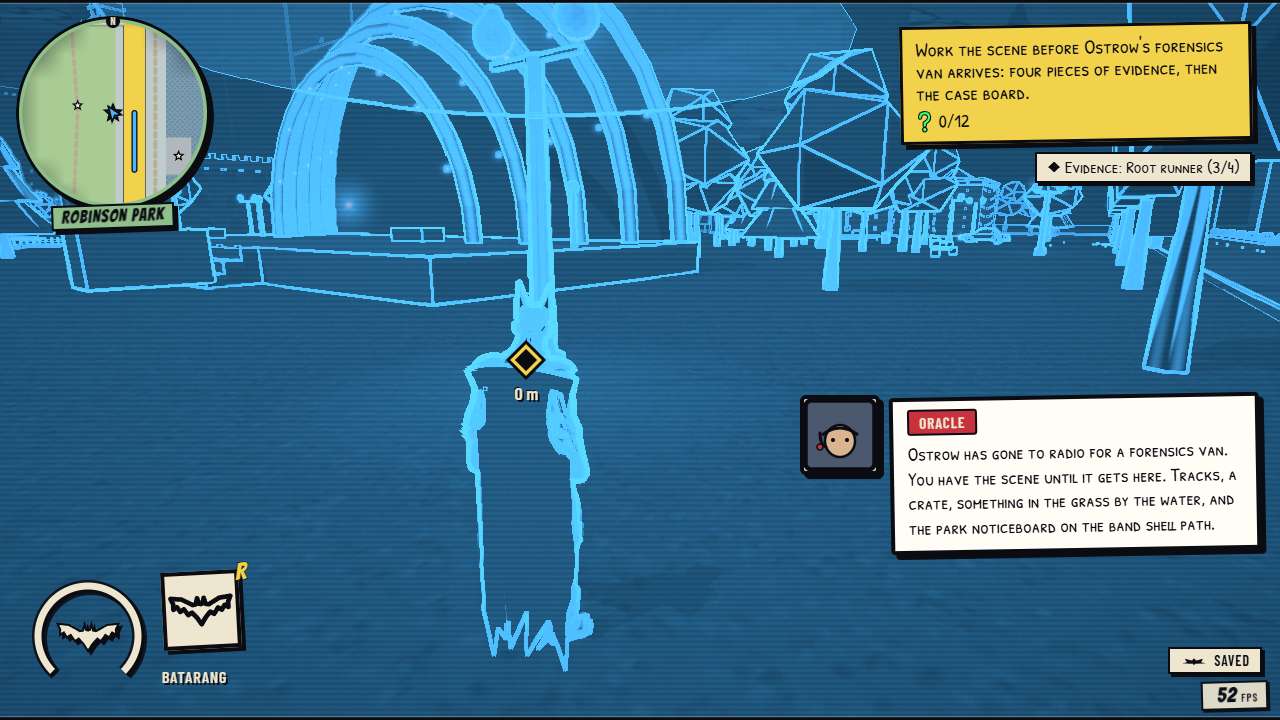 N
ROBINSON PARK
Work the scene before Ostrow's forensics
van arrives: four pieces of evidence, then
the case board.
? 0/12
Evidence: Root runner (3/4)
0 m
ORACLE
Ostrow has gone to radio for a forensics van.
You have the scene until it gets here. Tracks, a
crate, something in the grass by the water, and
the park noticeboard on the band shell path.
R
BATARANG
SAVED
52 FPS